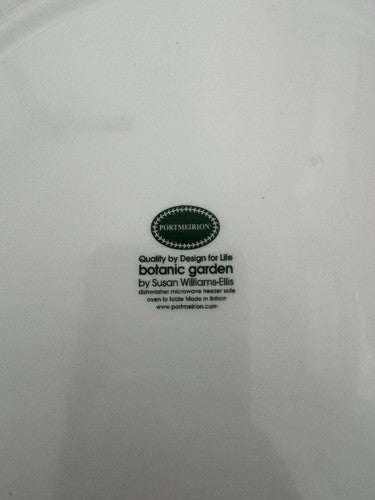 PORTMEIRION
Quality by Design for Life
botanic garden
by Susan Williams-Ellis
dishwasher microwave freezer safe
oven to table Made in Britain
www.portmeirion.com